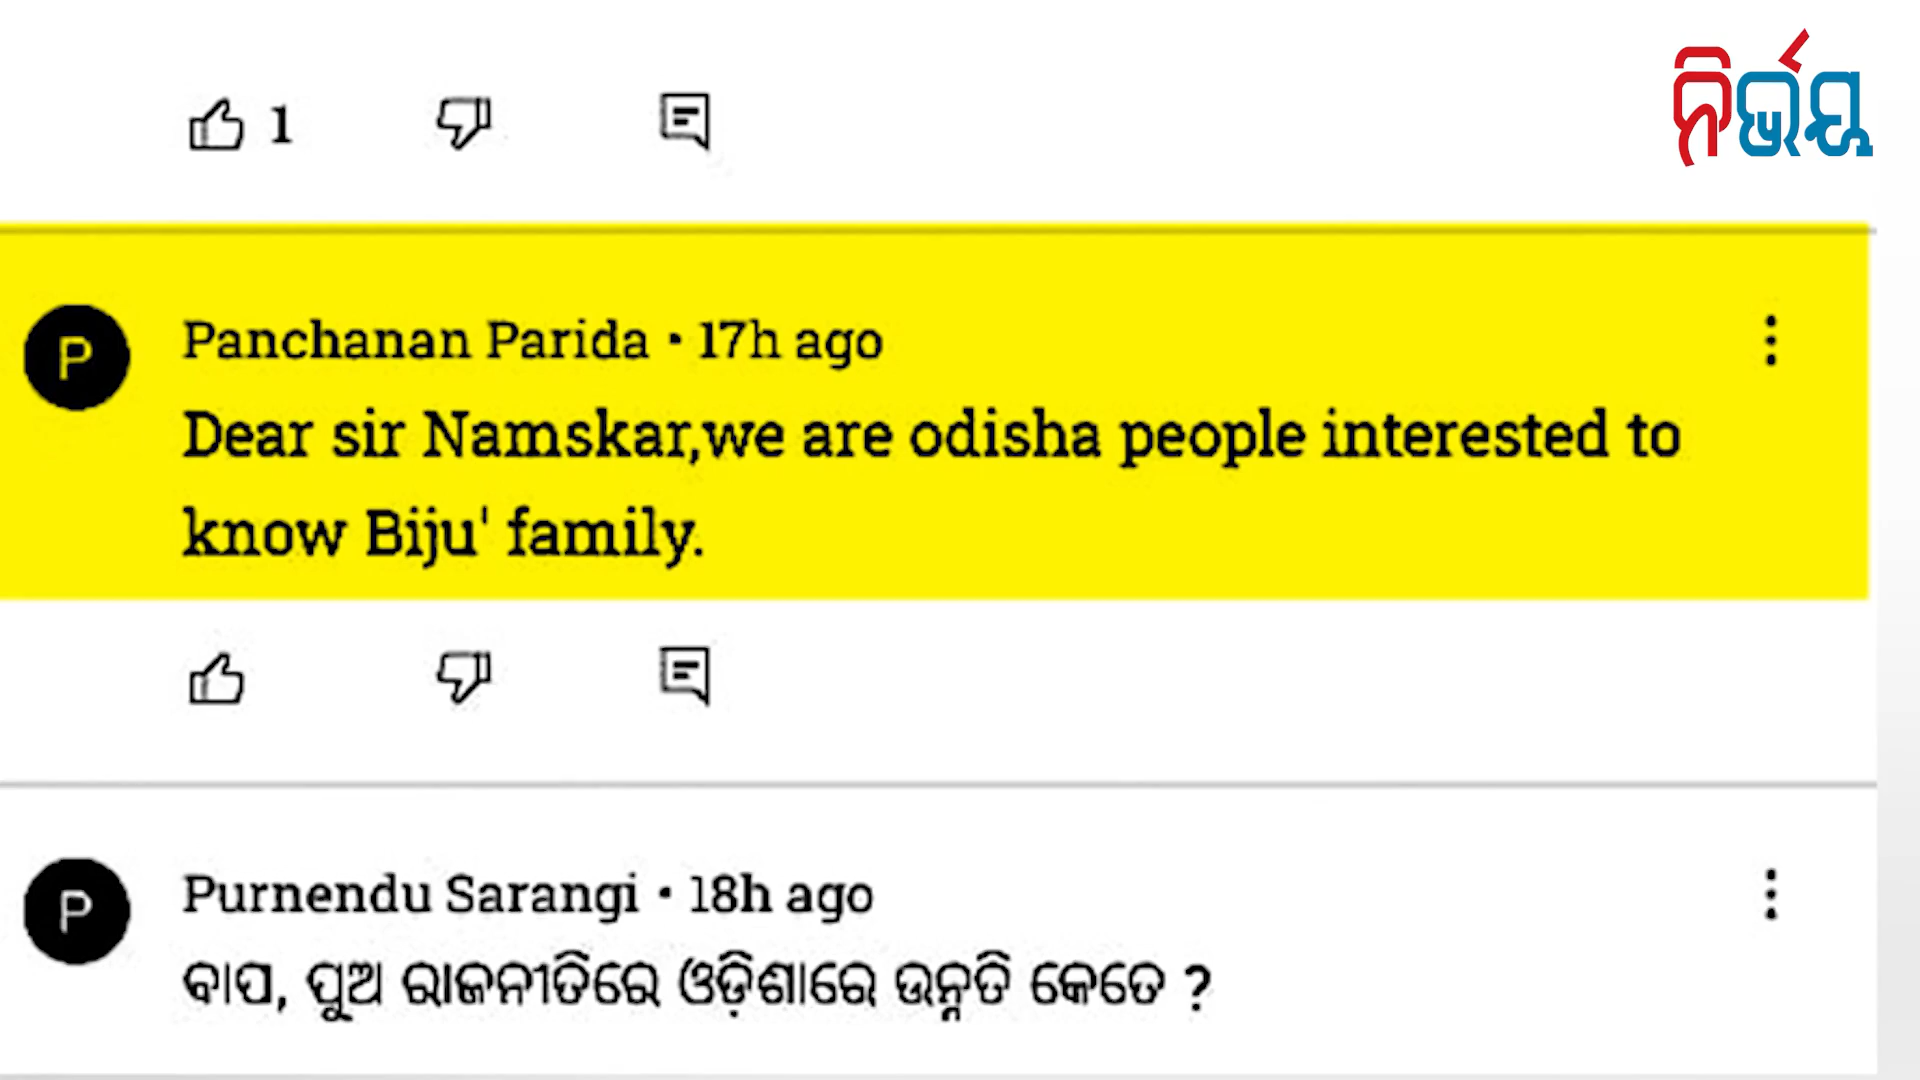 ନିର୍ଭୟ
1
P
Panchanan Parida • 17h ago
Dear sir Namskar,we are odisha people interested to
know Biju' family.
P
Purnendu Sarangi • 18h ago
ବାପ, ପୁଅ ରାଜନୀତିରେ ଓଡ଼ିଶାରେ ଉନ୍ନତି କେତେ ?